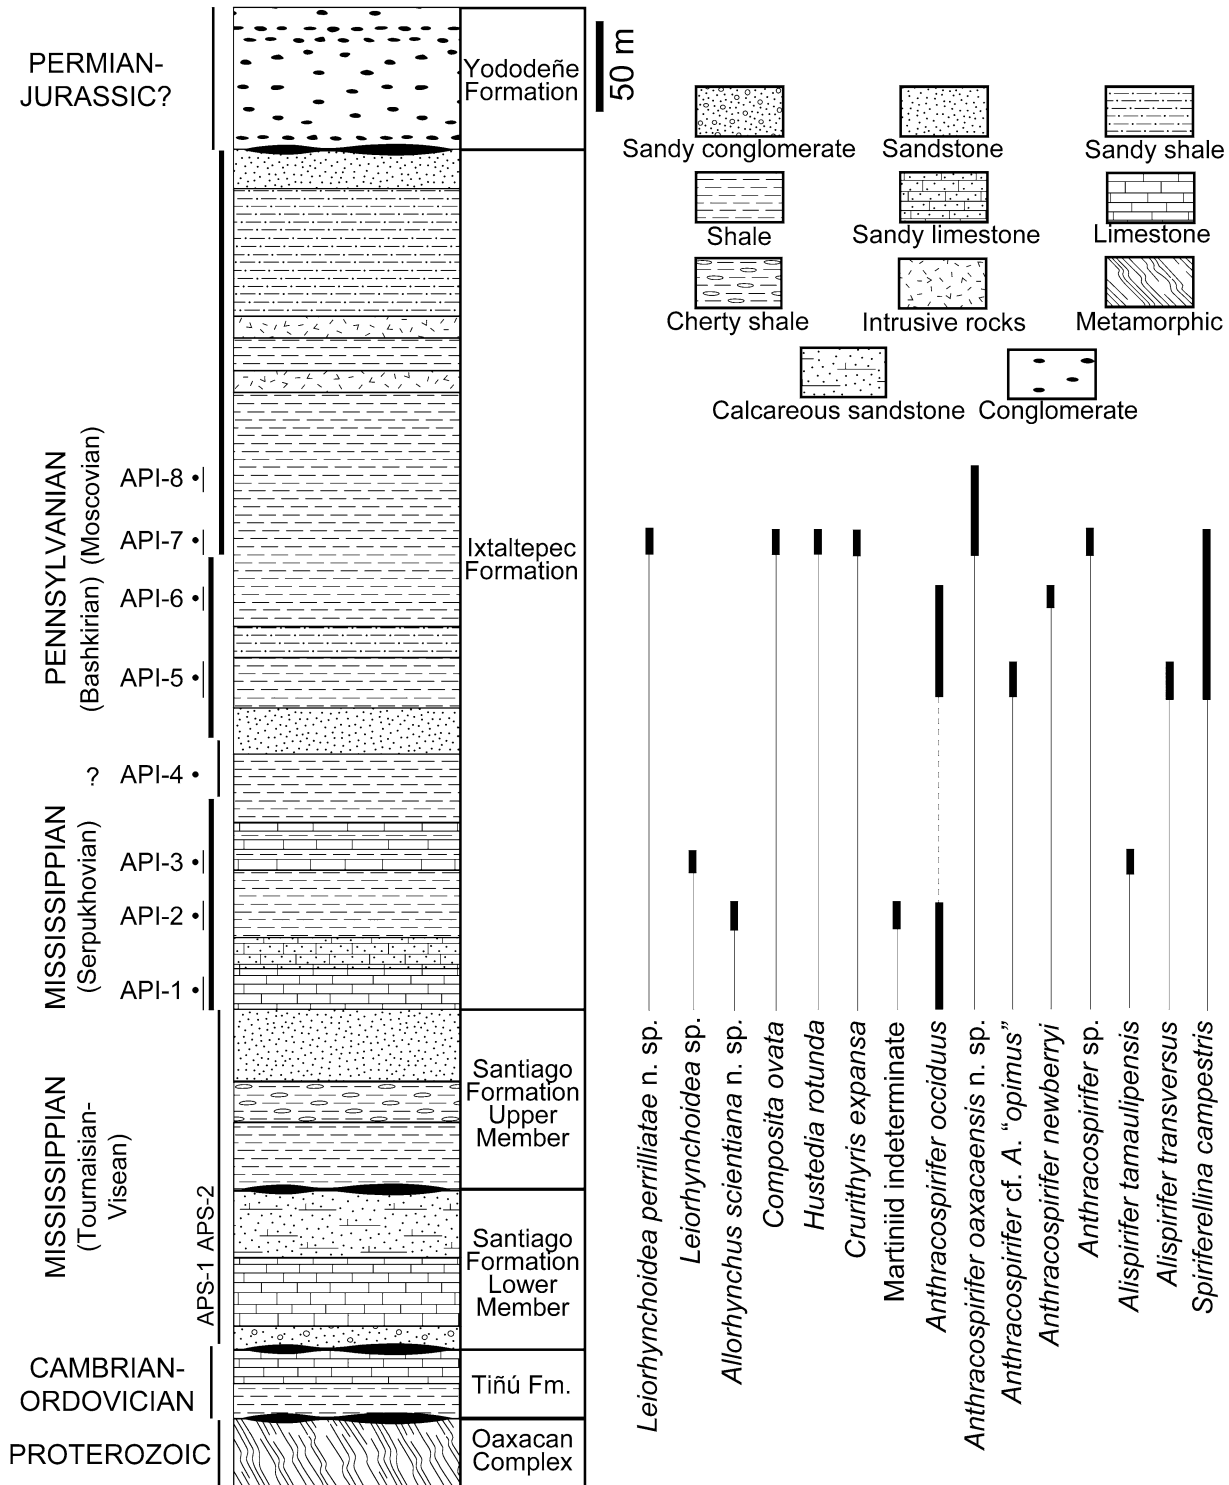 PERMIAN-
JURASSIC?
Yododeñe
Formation
50 m
Sandy conglomerate
Sandstone
Sandy shale
Shale
Sandy limestone
Limestone
Cherty shale
Intrusive rocks
Metamorphic
Calcareous sandstone
Conglomerate
PENNSYLVANIAN
(Bashkirian) (Moscovian)
API-8
API-7
API-6
API-5
Ixtaltepec
Formation
? API-4
MISSISSIPPIAN
(Serpukhovian)
API-3
API-2
API-1
MISSISSIPPIAN
(Tournaisian-
Visean)
APS-1 APS-2
Santiago
Formation
Upper
Member
Santiago
Formation
Lower
Member
CAMBRIAN-
ORDOVICIAN
Tiñú Fm.
PROTEROZOIC
Oaxacan
Complex
Leiorhynchoidea perrilliatae n. sp.
Leiorhynchoidea sp.
Allorhynchus scientiana n. sp.
Composita ovata
Hustedia rotunda
Crurithyris expansa
Martiniid indeterminate
Anthracospirifer occiduus
Anthracospirifer oaxacaensis n. sp.
Anthracospirifer cf. A. “opimus”
Anthracospirifer newberryi
Anthracospirifer sp.
Alispirifer tamaulipensis
Alispirifer transversus
Spiriferellina campestris